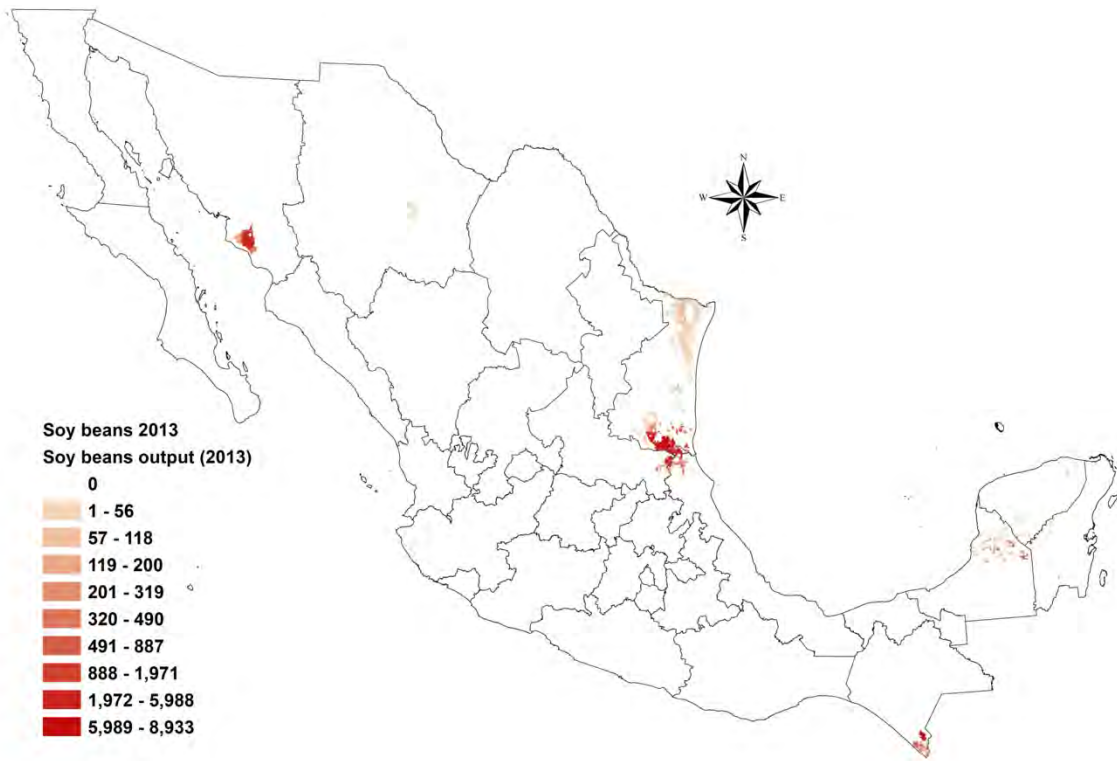 N
W E
S
Soy beans 2013
Soy beans output (2013)
0
1 - 56
57 - 118
119 - 200
201 - 319
320 - 490
491 - 887
888 - 1,971
1,972 - 5,988
5,989 - 8,933